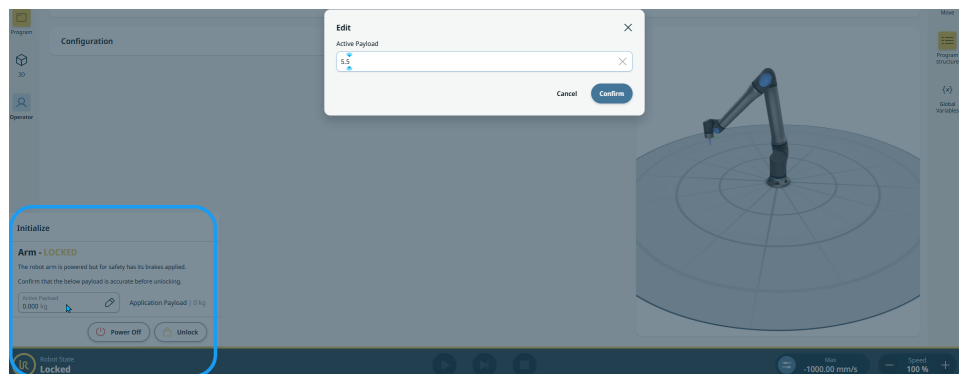 Program
3D
Operator
Configuration
Edit
Active Payload
5.5
Cancel
Confirm
Move
Program
structure
{x}
Global
Variables
Initialize
Arm - LOCKED
The robot arm is powered but for safety has its brakes applied.
Confirm that the below payload is accurate before unlocking.
Active Payload
0.000 kg
Application Payload | 0 kg
Power Off
Unlock
UR
Robot State
Locked
Max
-1000.00 mm/s
Speed
100 %